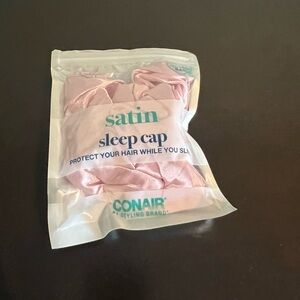 satin
sleep cap
PROTECT YOUR HAIR WHILE YOU
CONAIR
STYLING BRAND